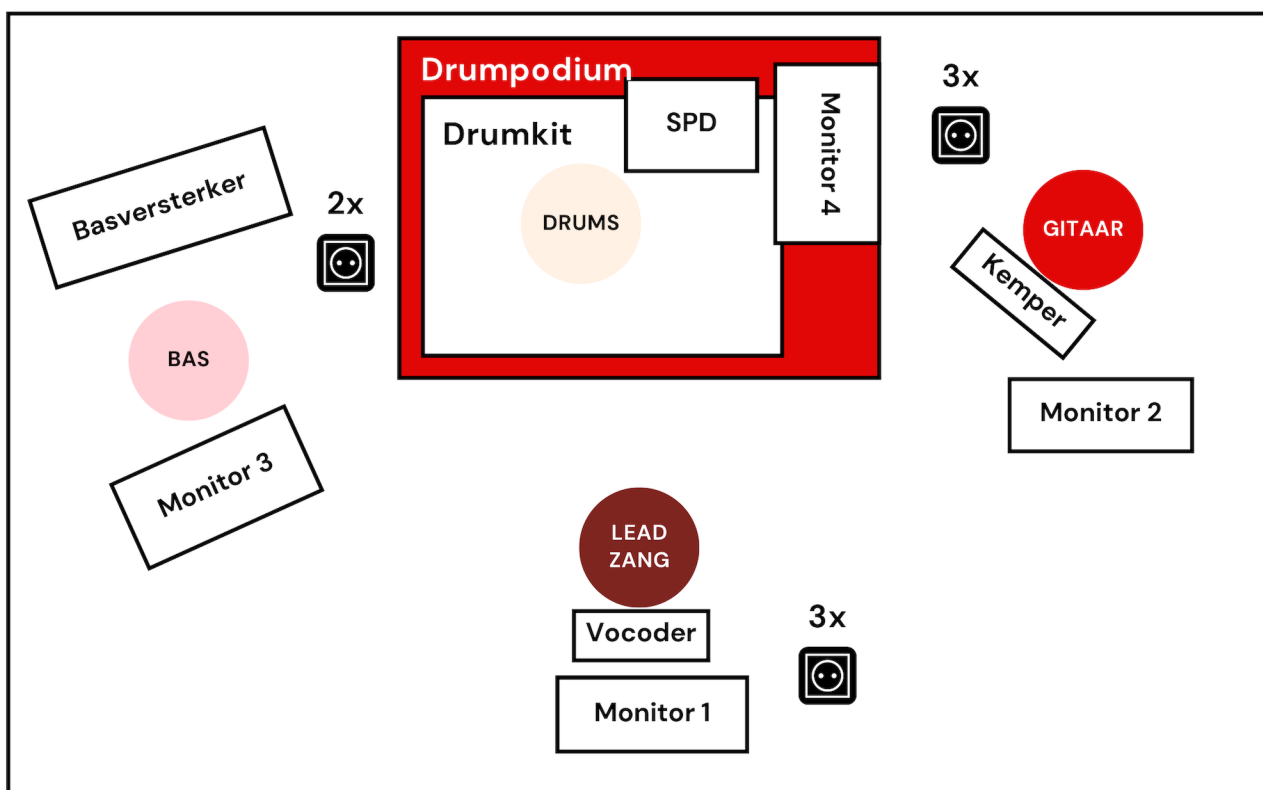 Drumpodium
3x
Drumkit
SPD
Monitor 4
Basversterker
2x
DRUMS
GITAAR
Kemper
BAS
Monitor 2
Monitor 3
LEAD
ZANG
Vocoder
3x
Monitor 1